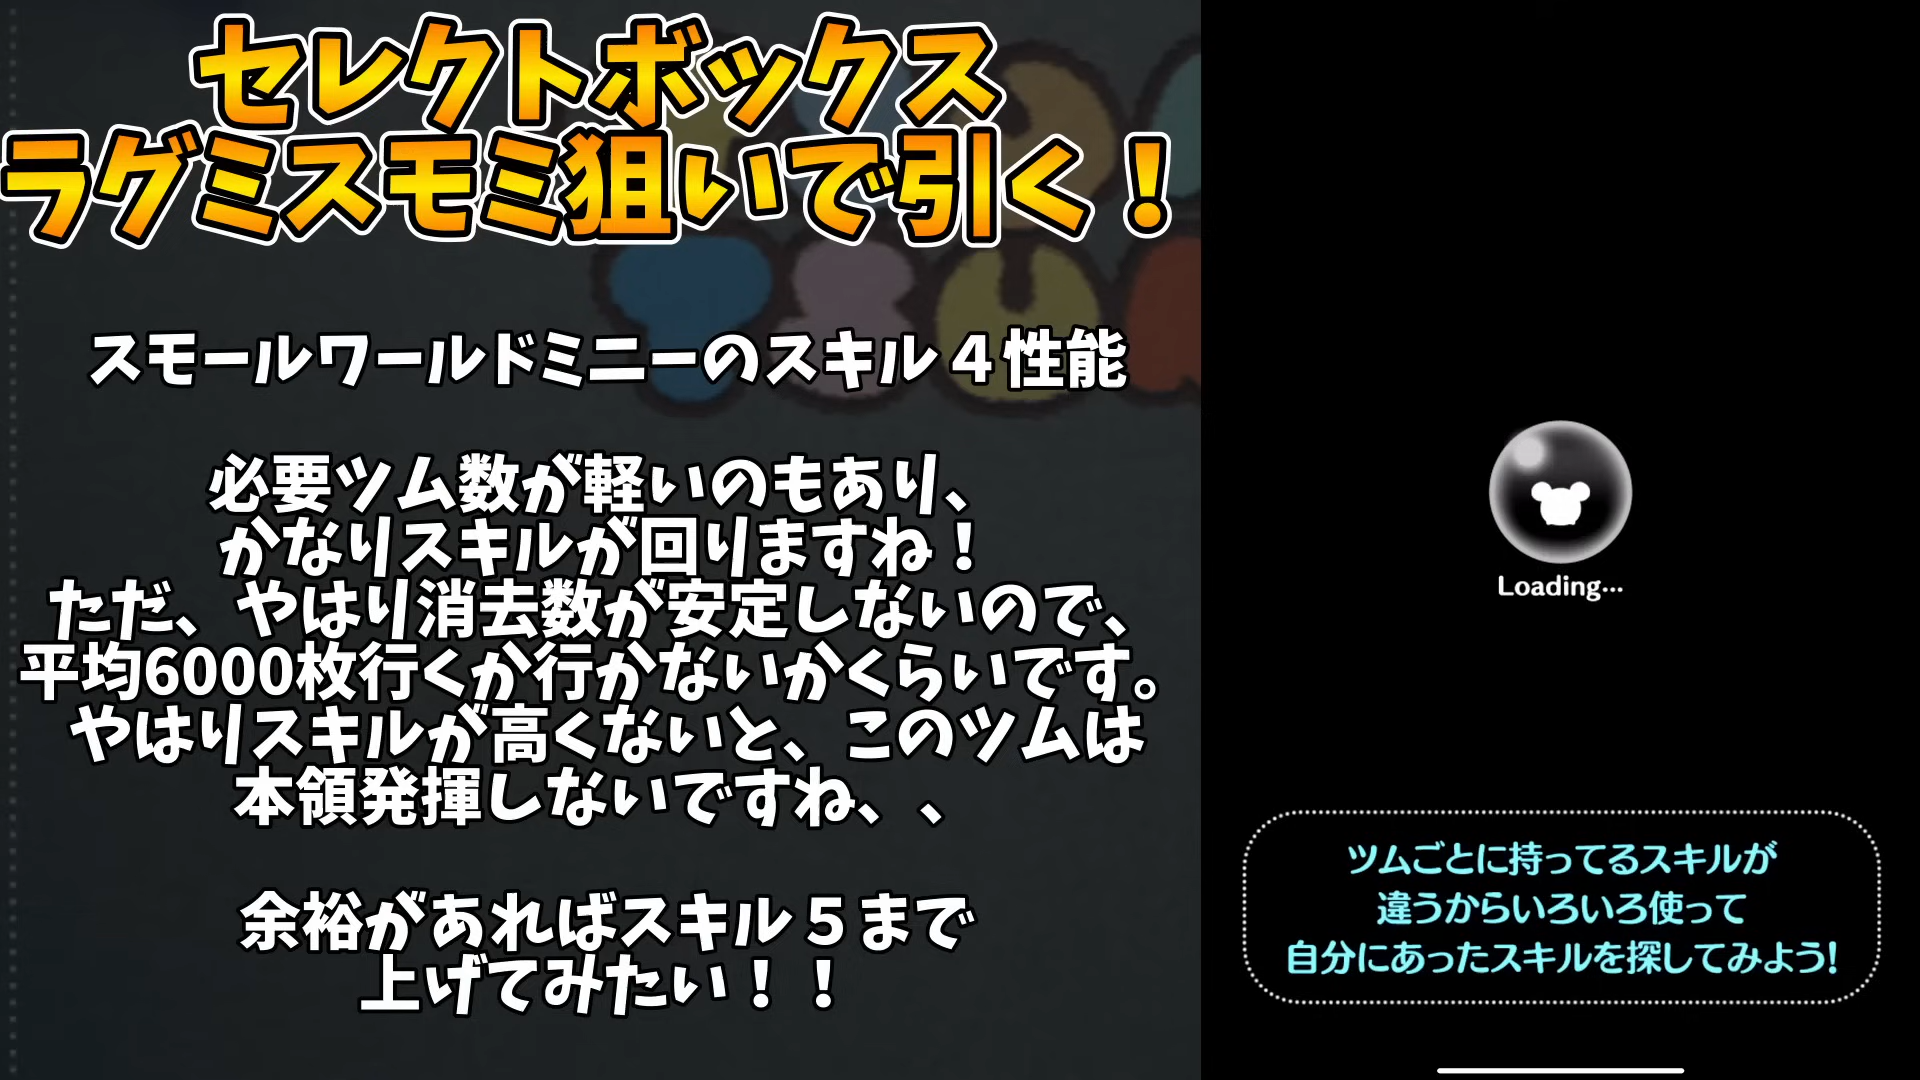 セレクトボックス
ラグミスモミ狙いで引く！
スモールワールドミニーのスキル４性能
必要ツム数が軽いのもあり、
かなりスキルが回りますね！
ただ、やはり消去数が安定しないので、
平均6000枚行くか行かないかくらいです。
やはりスキルが高くないと、このツムは
本領発揮しないですね、、
余裕があればスキル５まで
上げてみたい！！
Loading…
ツムごとに持ってるスキルが
違うからいろいろ使って
自分にあったスキルを探してみよう!